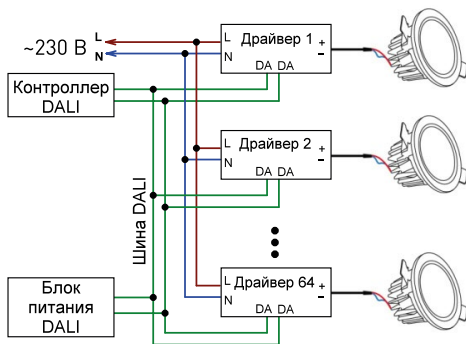 ~230 В
L
N
L
N
Драйвер 1
+
−
DA DA
Контроллер
DALI
L
N
Драйвер 2
+
−
DA DA
Шина DALI
L
N
Драйвер 64
+
−
DA DA
Блок
питания
DALI